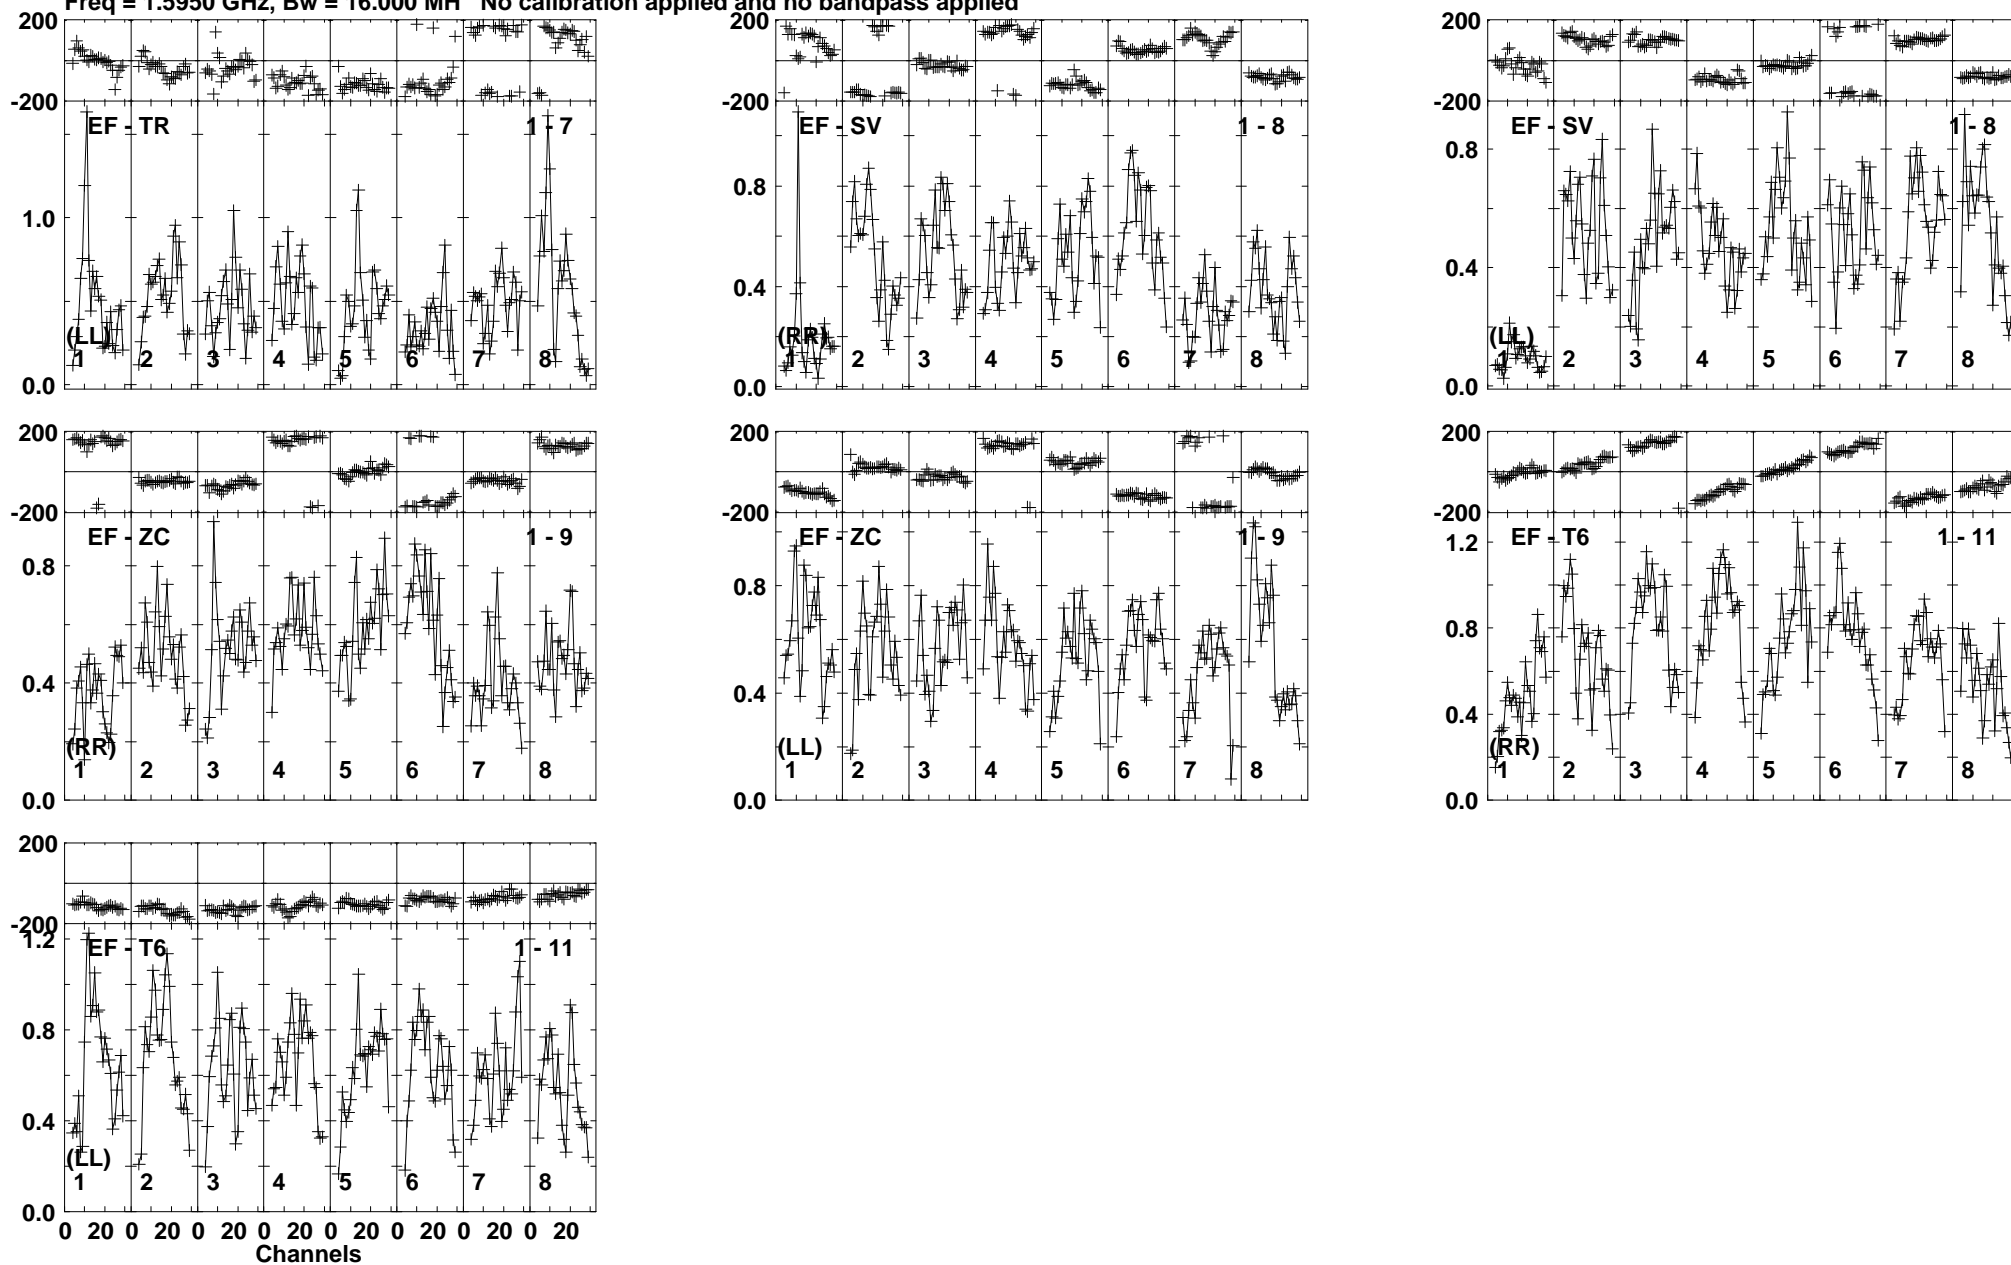 Freq = 1.5950 GHz, Bw = 16.000 MH No calibration applied and no bandpass applied
200
-200
EF - TR 1 - 7
1.0
0.0
(LL)
1 2 3 4 5 6 7 8
200
-200
EF - SV 1 - 8
0.8
0.4
0.0
(RR)
1 2 3 4 5 6 7 8
200
-200
EF - SV 1 - 8
0.8
0.4
0.0
(LL)
1 2 3 4 5 6 7 8
200
-200
EF - ZC 1 - 9
0.8
0.4
0.0
(RR)
1 2 3 4 5 6 7 8
200
-200
EF - ZC 1 - 9
0.8
0.4
0.0
(LL)
1 2 3 4 5 6 7 8
200
-200
EF - T6 1 - 11
1.2
0.8
0.4
0.0
(RR)
1 2 3 4 5 6 7 8
200
-200
EF - T6 1 - 11
1.2
0.8
0.4
0.0
(LL)
1 2 3 4 5 6 7 8
0 20 0 20 0 20 0 20 0 20 0 20 0 20 0 20
Channels